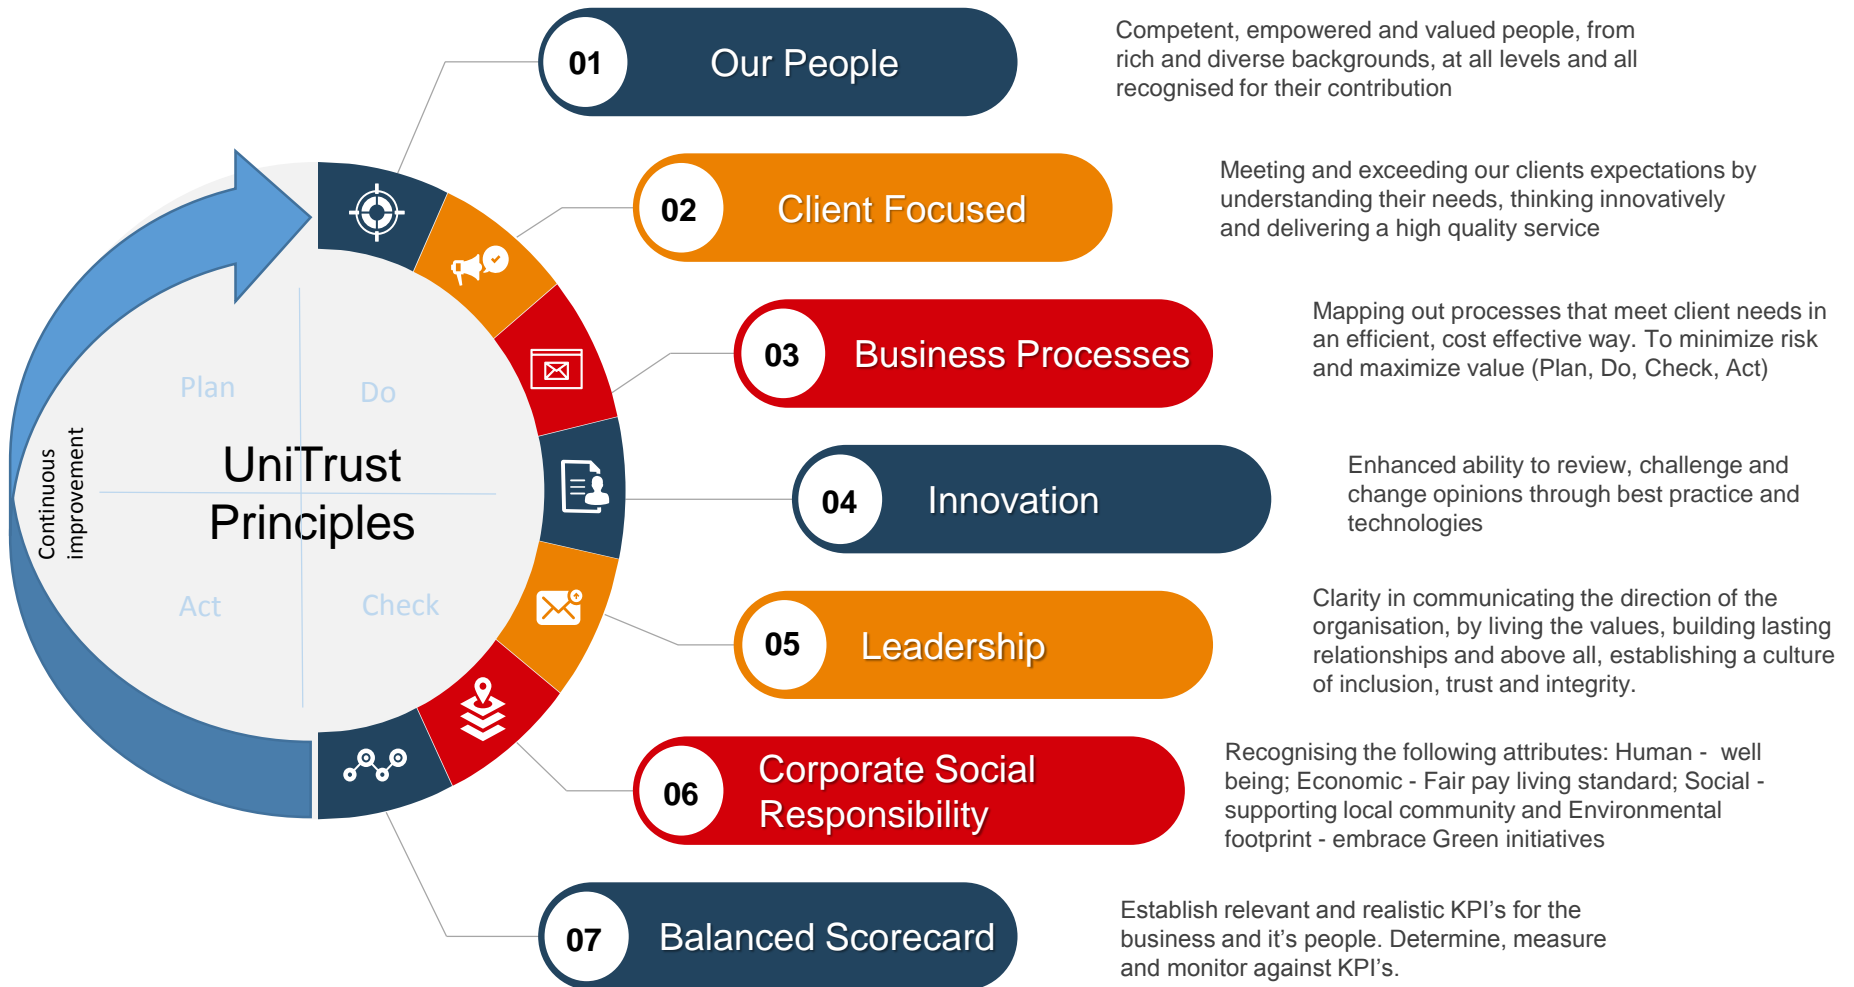 01
Our People
Competent, empowered and valued people, from
rich and diverse backgrounds, at all levels and all
recognised for their contribution
02
Client Focused
Meeting and exceeding our clients expectations by
understanding their needs, thinking innovatively
and delivering a high quality service
03
Business Processes
Mapping out processes that meet client needs in
an efficient, cost effective way. To minimize risk
and maximize value (Plan, Do, Check, Act)
Plan
Do
Continuous
improvement
UniTrust
Principles
Act
Check
04
Innovation
Enhanced ability to review, challenge and
change opinions through best practice and
technologies
05
Leadership
Clarity in communicating the direction of the
organisation, by living the values, building lasting
relationships and above all, establishing a culture
of inclusion, trust and integrity.
06
Corporate Social
Responsibility
Recognising the following attributes: Human -  well
being; Economic - Fair pay living standard; Social -
supporting local community and Environmental
footprint - embrace Green initiatives
07
Balanced Scorecard
Establish relevant and realistic KPI's for the
business and it's people. Determine, measure
and monitor against KPI's.